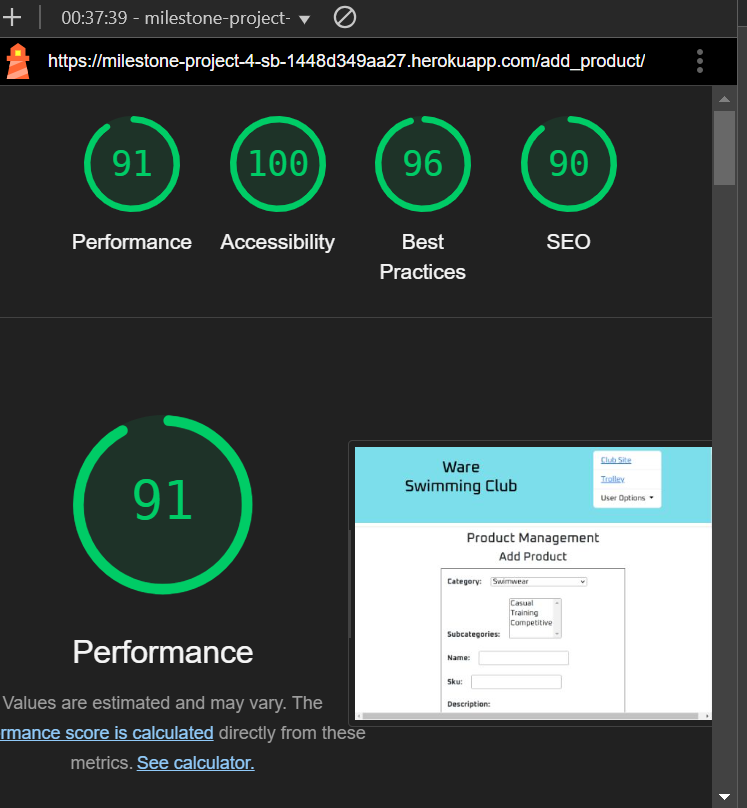 00:37:39 - milestone-project-
https://milestone-project-4-sb-1448d349aa27.herokuapp.com/add_product/
91 100 96 90
Performance Accessibility Best Practices SEO
91
Performance
Values are estimated and may vary. The
rmance score is calculated directly from these
metrics. See calculator.
Ware
Swimming Club
Club Site
Trolley
User Options
Product Management
Add Product
Category: Swimwear
Casual
Training
Competitive
Subcategories:
Name:
Sku:
Description: